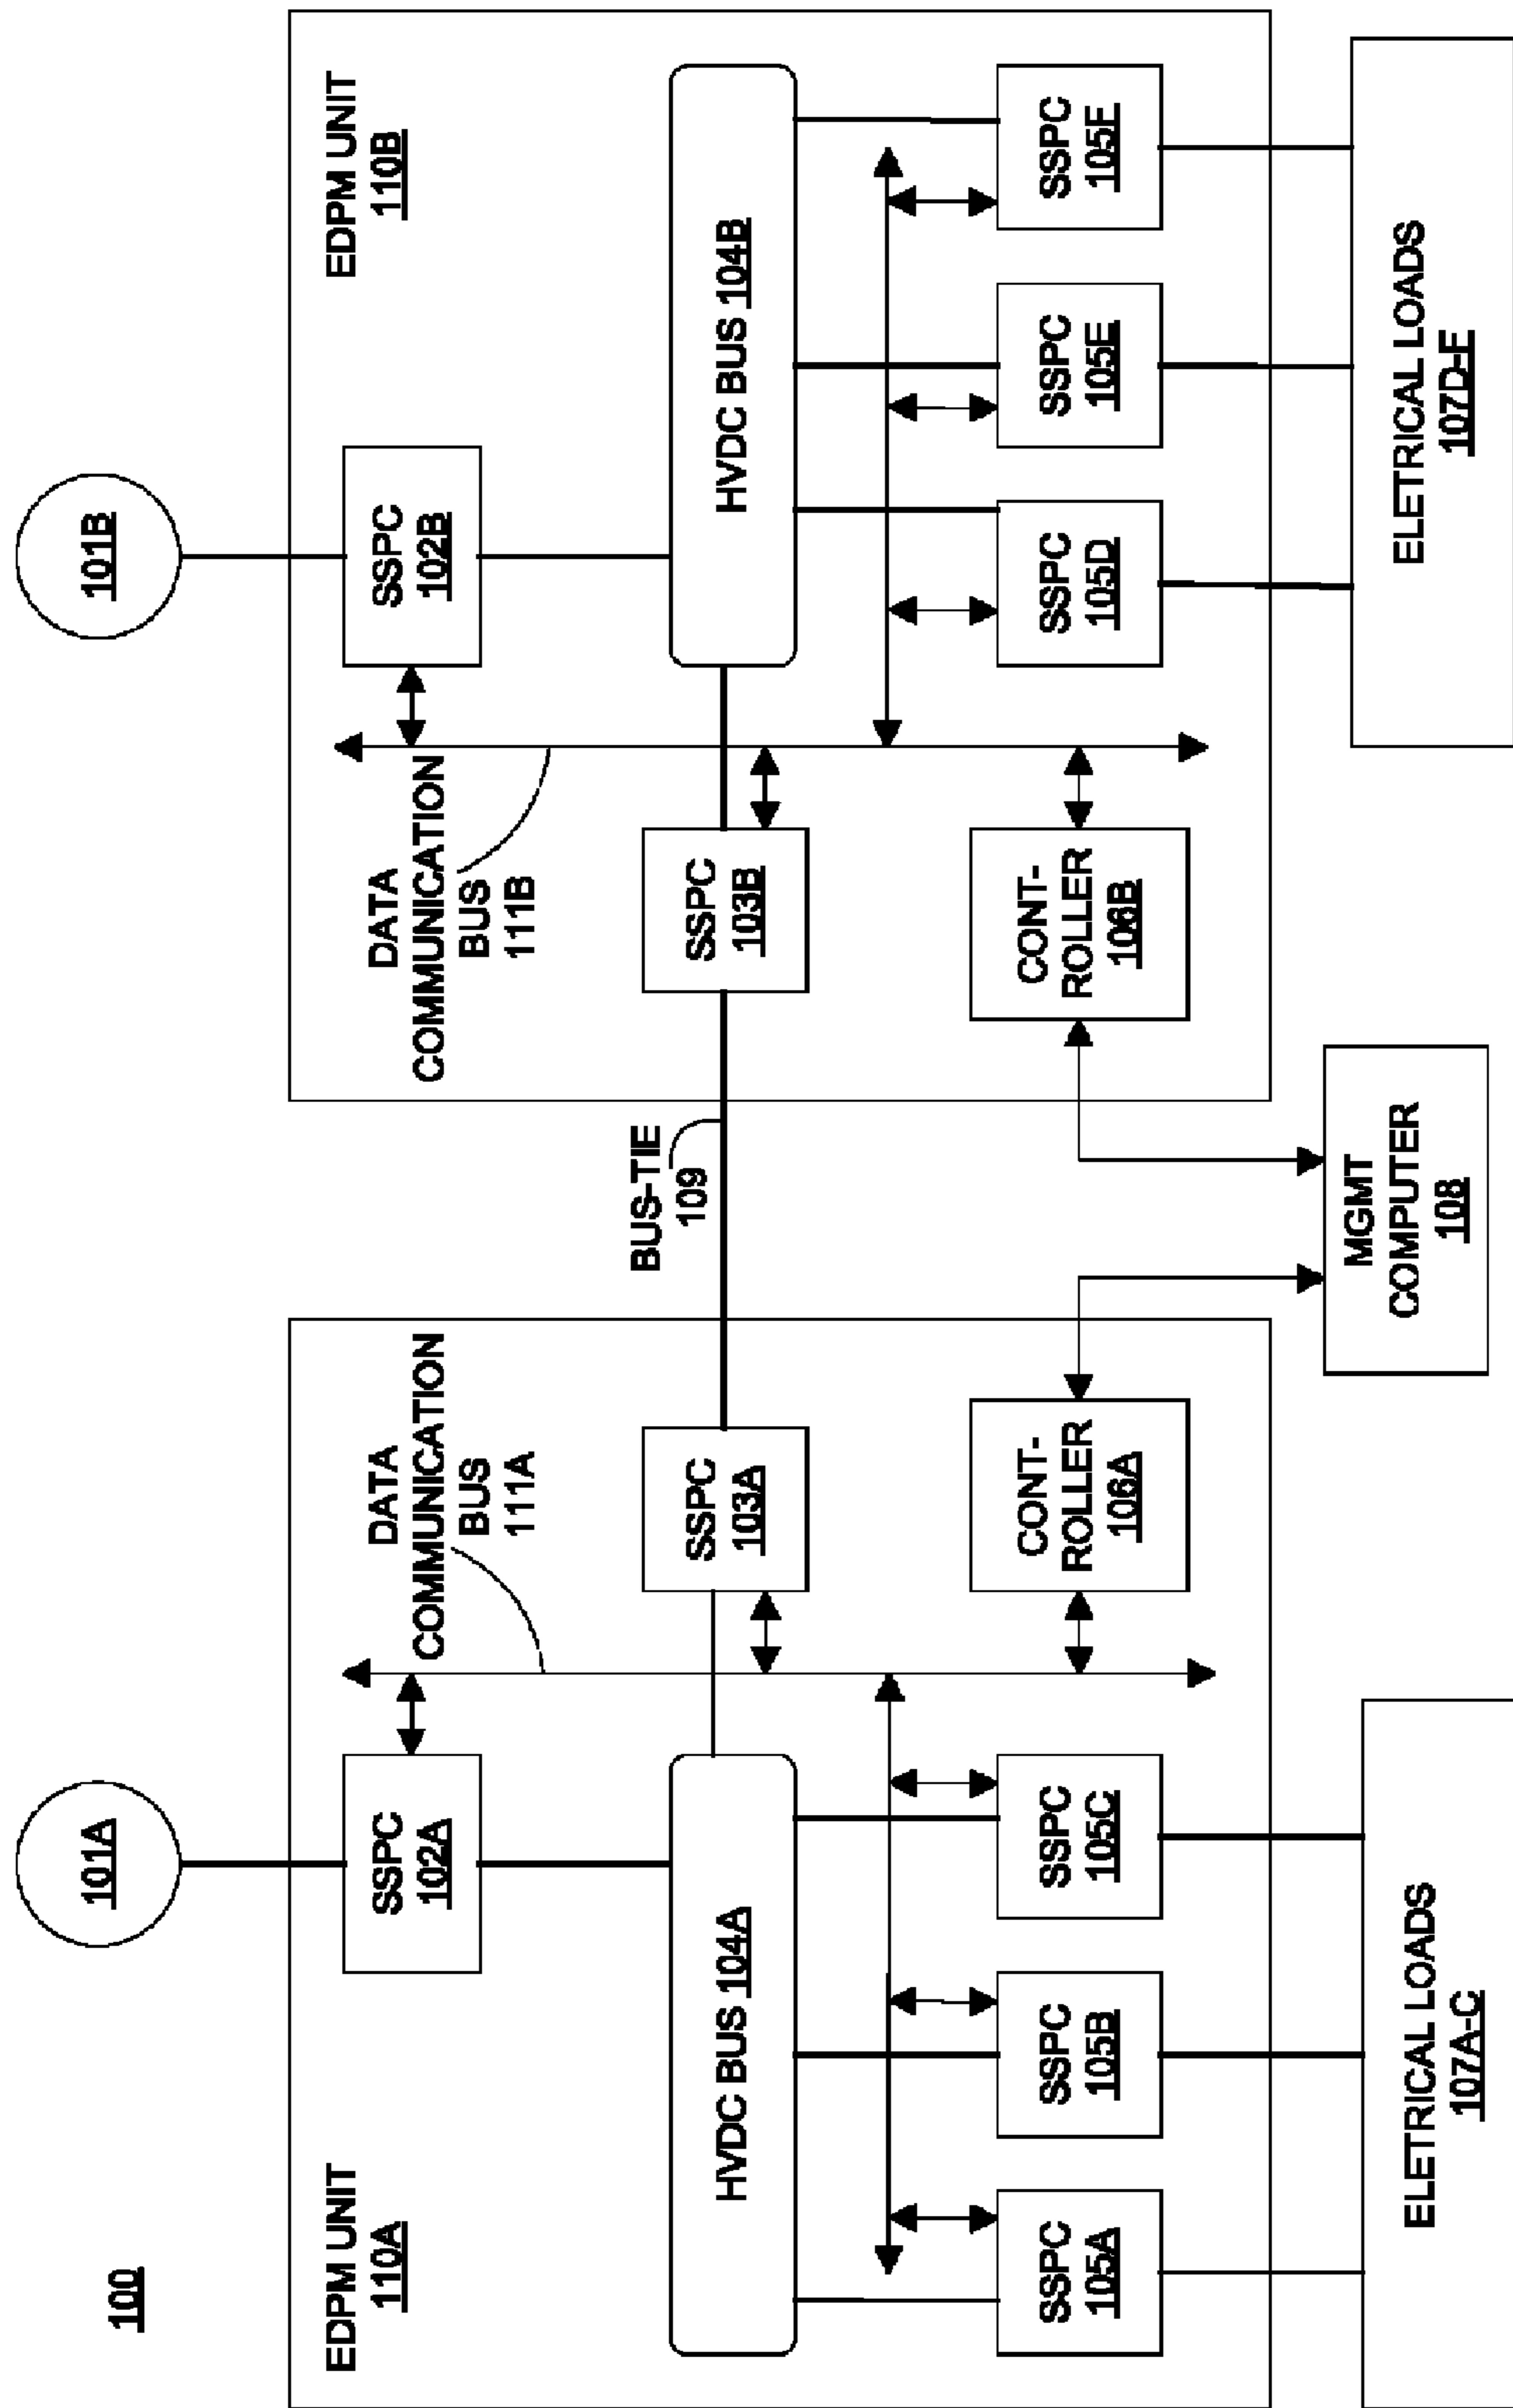 100
101A
101B
EDPM UNIT
110A
SSPC
102A
DATA
COMMUNICATION
BUS
111A
HVDC BUS 104A
SSPC
103A
SSPC
105A
SSPC
105B
SSPC
105C
CONT-
ROLLER
106A
ELETRICAL LOADS
107A-C
BUS-TIE
109
MGMT
COMPUTER
108
EDPM UNIT
110B
SSPC
102B
DATA
COMMUNICATION
BUS
111B
SSPC
103B
HVDC BUS 104B
CONT-
ROLLER
106B
SSPC
105D
SSPC
105E
SSPC
105F
ELETRICAL LOADS
107D-F